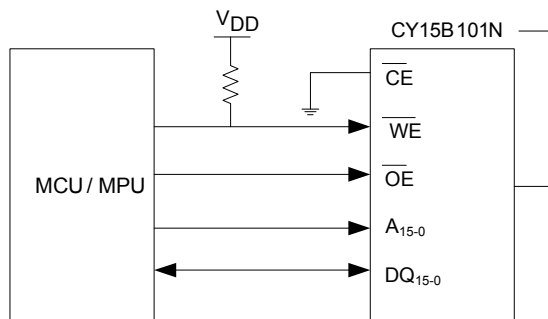 VDD
CY15B101N
CE
WE
MCU / MPU
OE
A15-0
DQ15-0